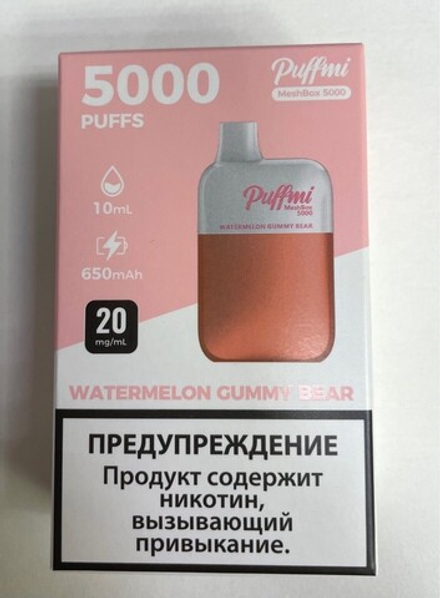 5000
PUFFS
Puffmi
MeshBox 5000
10mL
650mAh
20
mg/mL
Puffmi
MeshBox
5000
WATERMELON GUMMY BEAR
WATERMELON GUMMY BEAR
ПРЕДУПРЕЖДЕНИЕ
Продукт содержит
никотин,
вызывающий
привыкание.